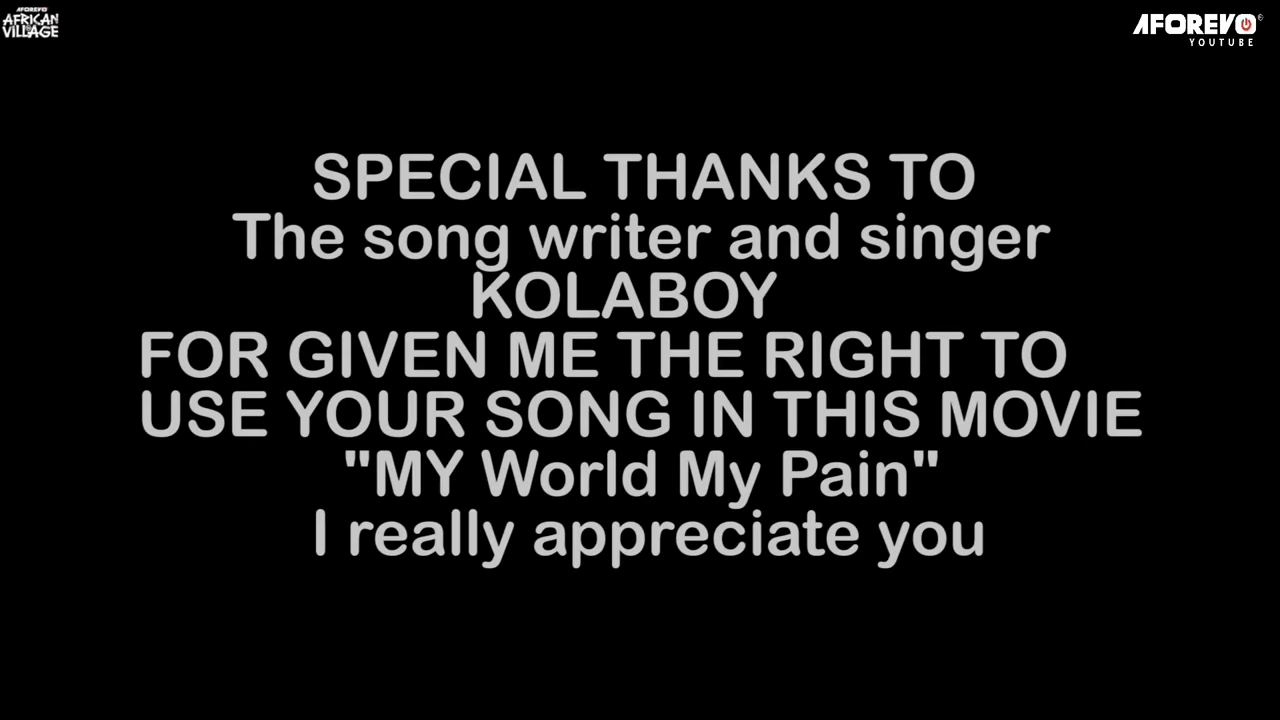 AFOREVO
AFRICAN
VILLAGE
AFOREVO
YOUTUBE
SPECIAL THANKS TO
The song writer and singer
KOLABOY
FOR GIVEN ME THE RIGHT TO
USE YOUR SONG IN THIS MOVIE
"MY World My Pain"
I really appreciate you